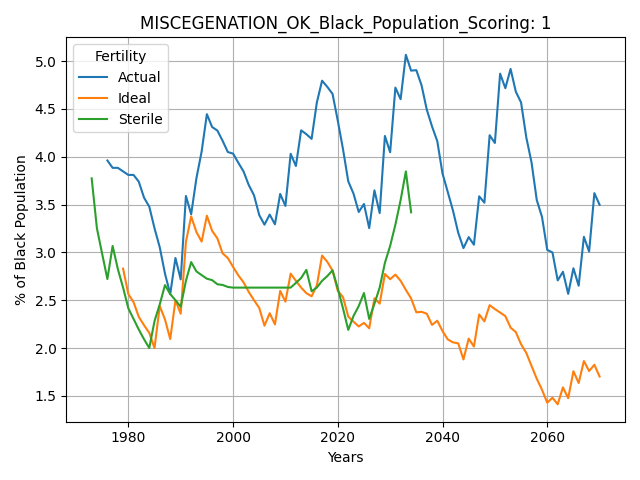 MISCEGENATION_OK_Black_Population_Scoring: 1
Fertility
Actual
Ideal
Sterile
5.0
4.5
4.0
3.5
3.0
2.5
2.0
1.5
% of Black Population
1980
2000
2020
2040
2060
Years